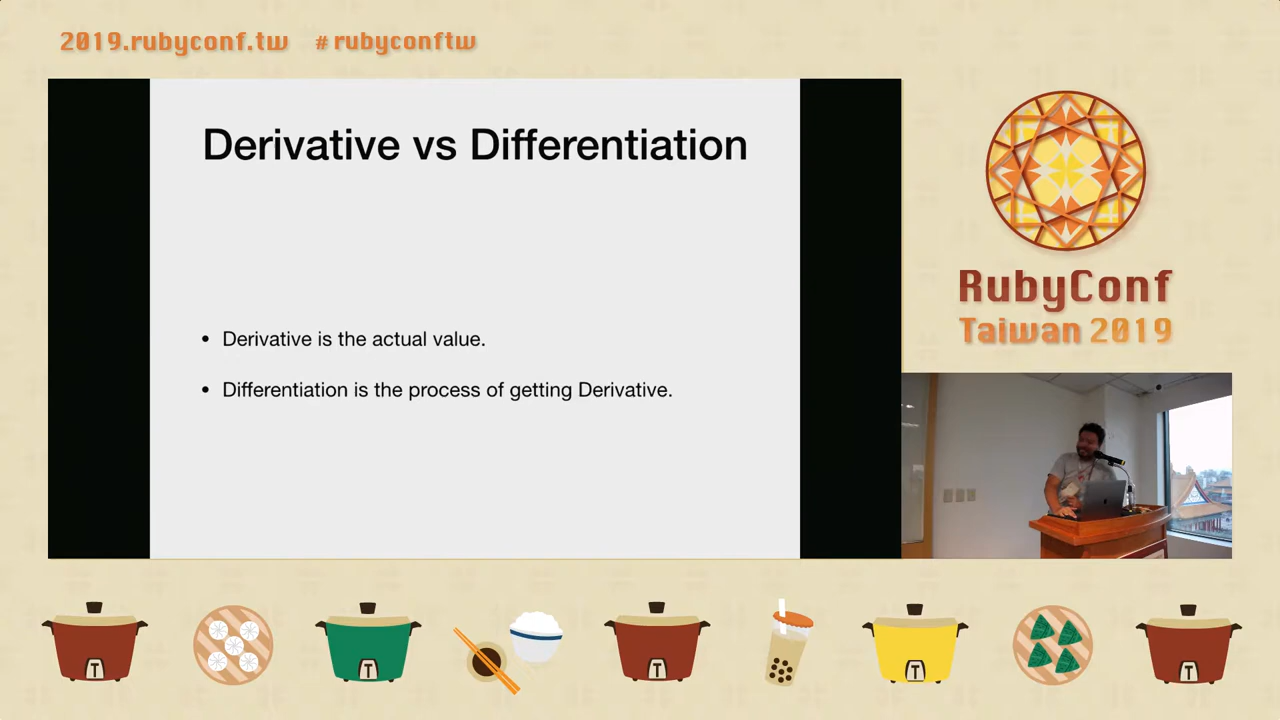 2019.rubyconf.tw #rubyconftw
Derivative vs Differentiation
• Derivative is the actual value.
• Differentiation is the process of getting Derivative.
RubyConf
Taiwan 2019
T
T
T
T
T